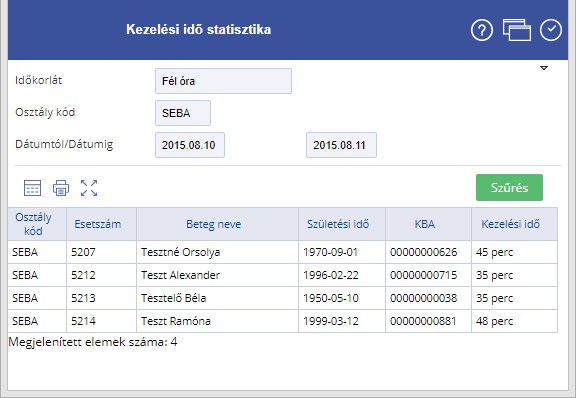 Kezelési idő statisztika
Időkorlát Fél óra
Osztály kód SEBA
Dátumtól/Dátumig 2015.08.10 2015.08.11
Szűrés
Osztály kód Esetszám Beteg neve Születési idő KBA Kezelési idő
SEBA 5207 Tesztné Orsolya 1970-09-01 00000000626 45 perc
SEBA 5212 Teszt Alexander 1996-02-22 00000000715 35 perc
SEBA 5213 Tesztelő Béla 1950-05-10 00000000038 35 perc
SEBA 5214 Teszt Ramóna 1999-03-12 00000000881 48 perc
Megjelenített elemek száma: 4